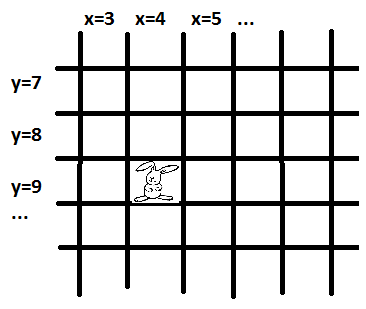 x=3 x=4 x=5 ...
y=7
y=8
y=9
...